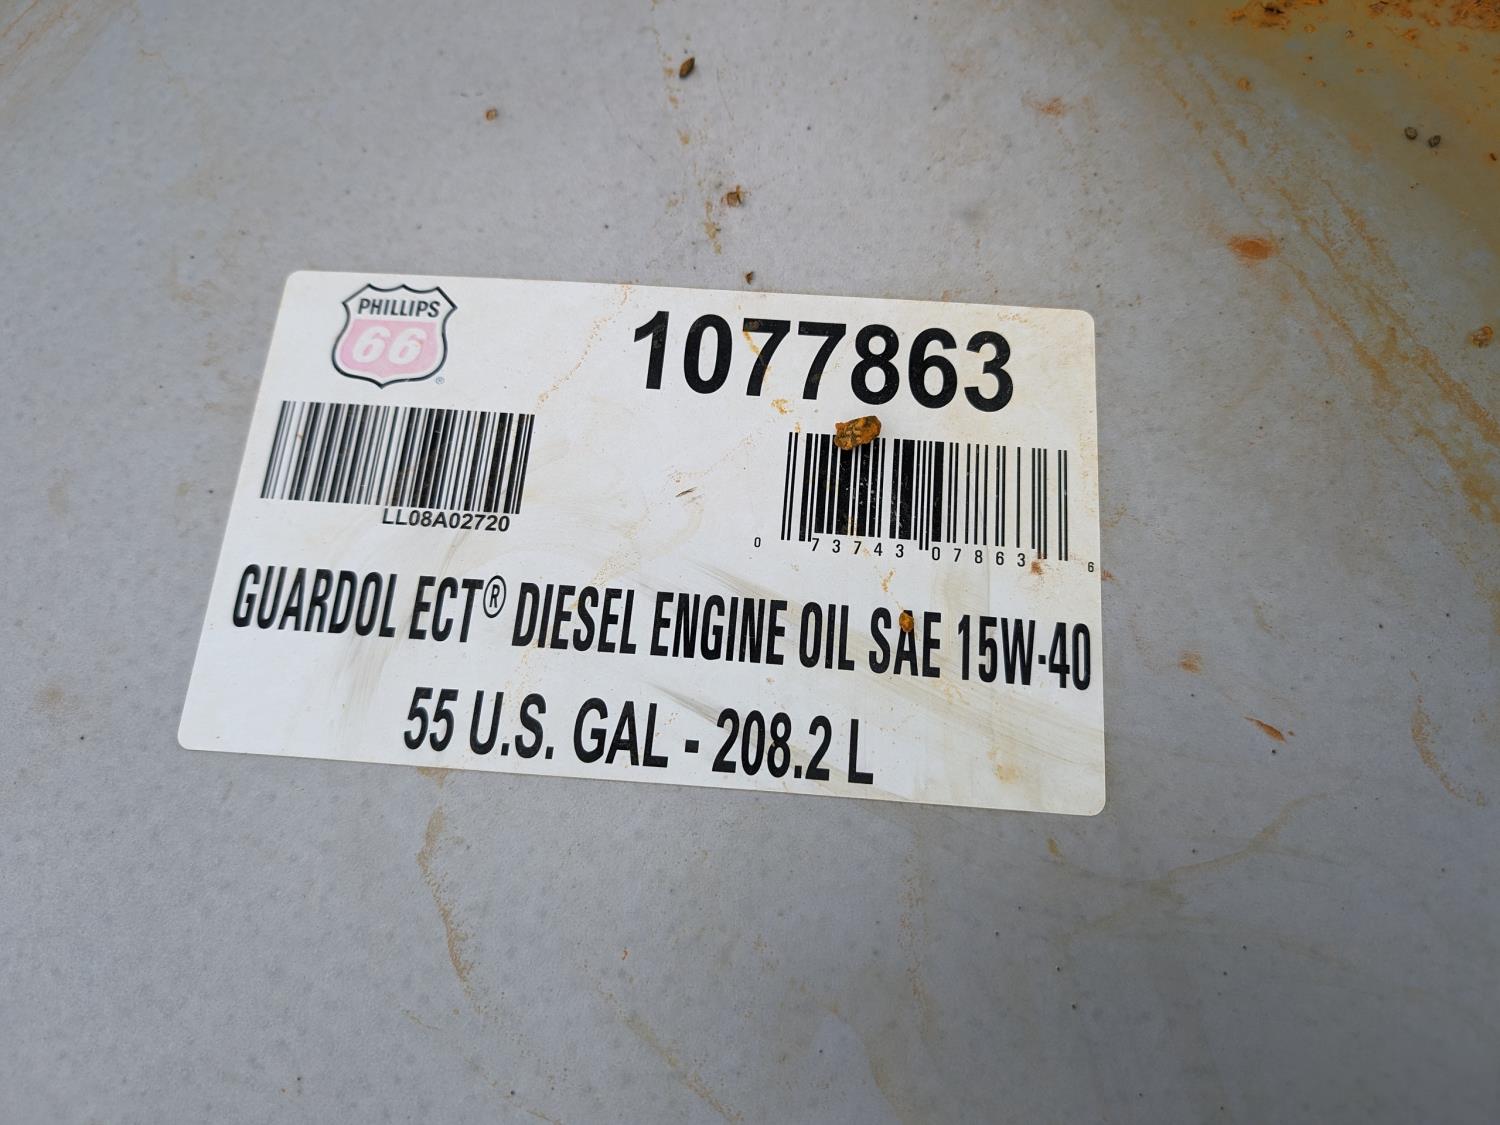 PHILLIPS
66®
1077863
LL08A02720
0 73743 07863 6
GUARDOL ECT® DIESEL ENGINE OIL SAE 15W-40
55 U.S. GAL - 208.2 L